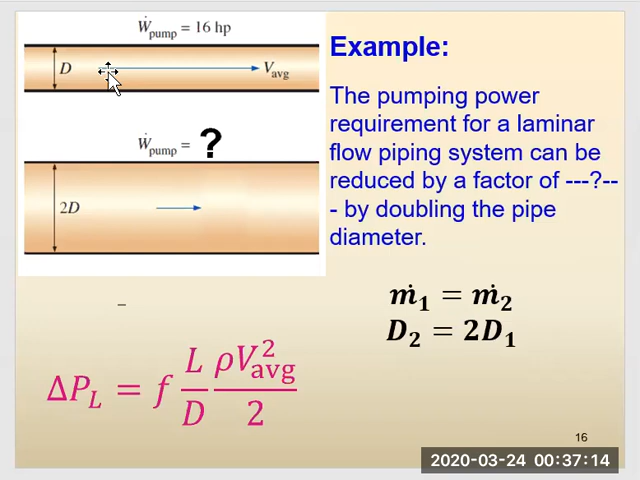 Ẇpump = 16 hp
D
Vavg
Ẇpump = ?
2D
Example:
The pumping power
requirement for a laminar
flow piping system can be
reduced by a factor of ---?--
- by doubling the pipe
diameter.
ṁ₁ = ṁ₂
D₂ = 2D₁
ΔP_L = f L/D ρV²avg/2
16
2020-03-24 00:37:14